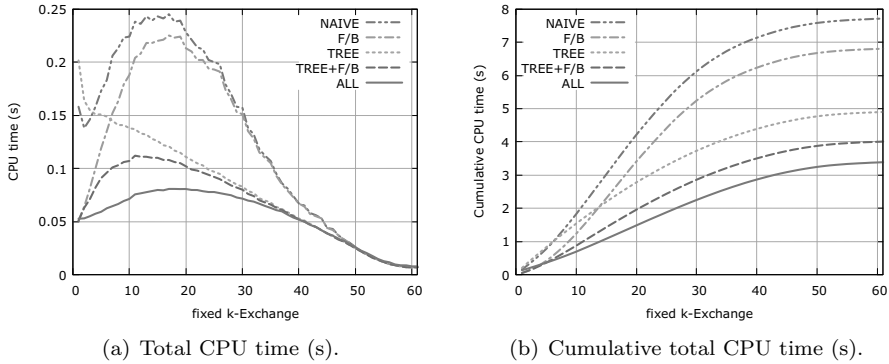 0.25
0.2
0.15
0.1
0.05
0
CPU time (s)
NAIVE
F/B
TREE
TREE+F/B
ALL
0 10 20 30 40 50 60
fixed k-Exchange
(a) Total CPU time (s).
8
7
6
5
4
3
2
1
0
Cumulative CPU time (s)
NAIVE
F/B
TREE
TREE+F/B
ALL
0 10 20 30 40 50 60
fixed k-Exchange
(b) Cumulative total CPU time (s).